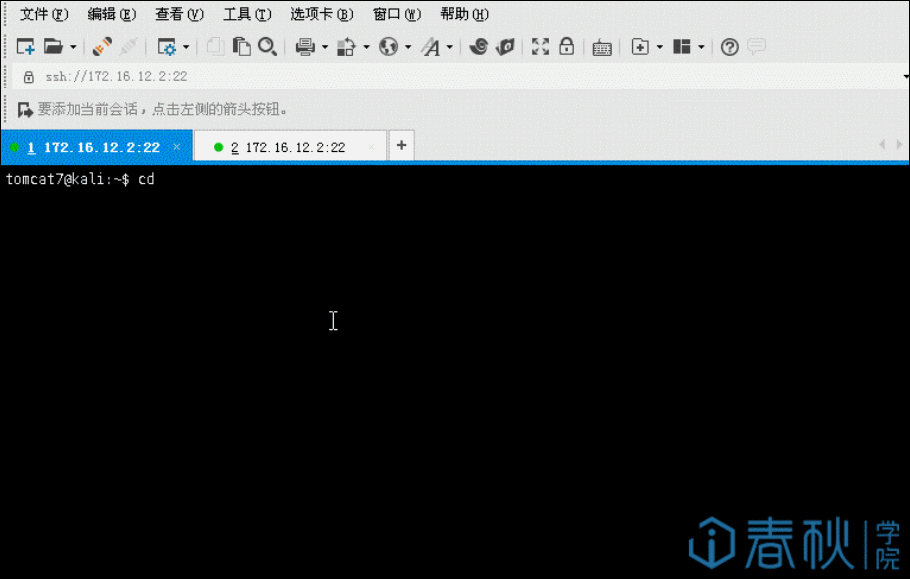 文件(F) 编辑(E) 查看(V) 工具(T) 选项卡(B) 窗口(W) 帮助(H)
ssh://172.16.12.2:22
要添加当前会话，点击左侧的箭头按钮。
1 172.16.12.2:22 × 2 172.16.12.2:22 × +
tomcat7@kali:~$ cd
春秋学院